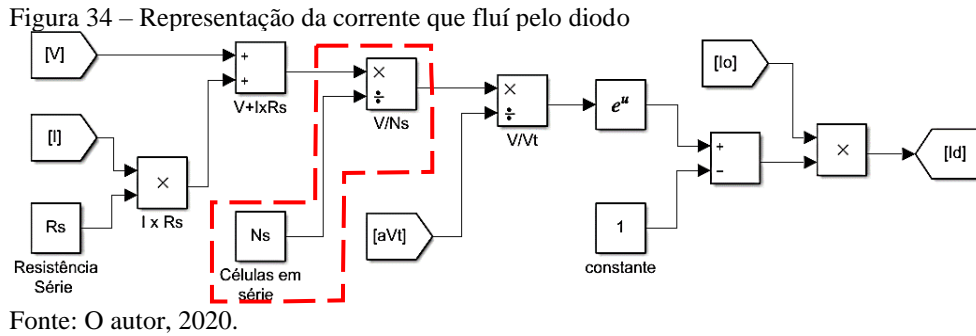 Figura 34 – Representação da corrente que fluí pelo diodo
[V]
+
+
V+IxRs
×
÷
V/Ns
×
÷
V/Vt
e^u
[Io]
+
−
×
[Id]
[I]
×
I x Rs
Rs
Resistência
Série
Ns
Células em
série
[aVt]
1
constante
Fonte: O autor, 2020.